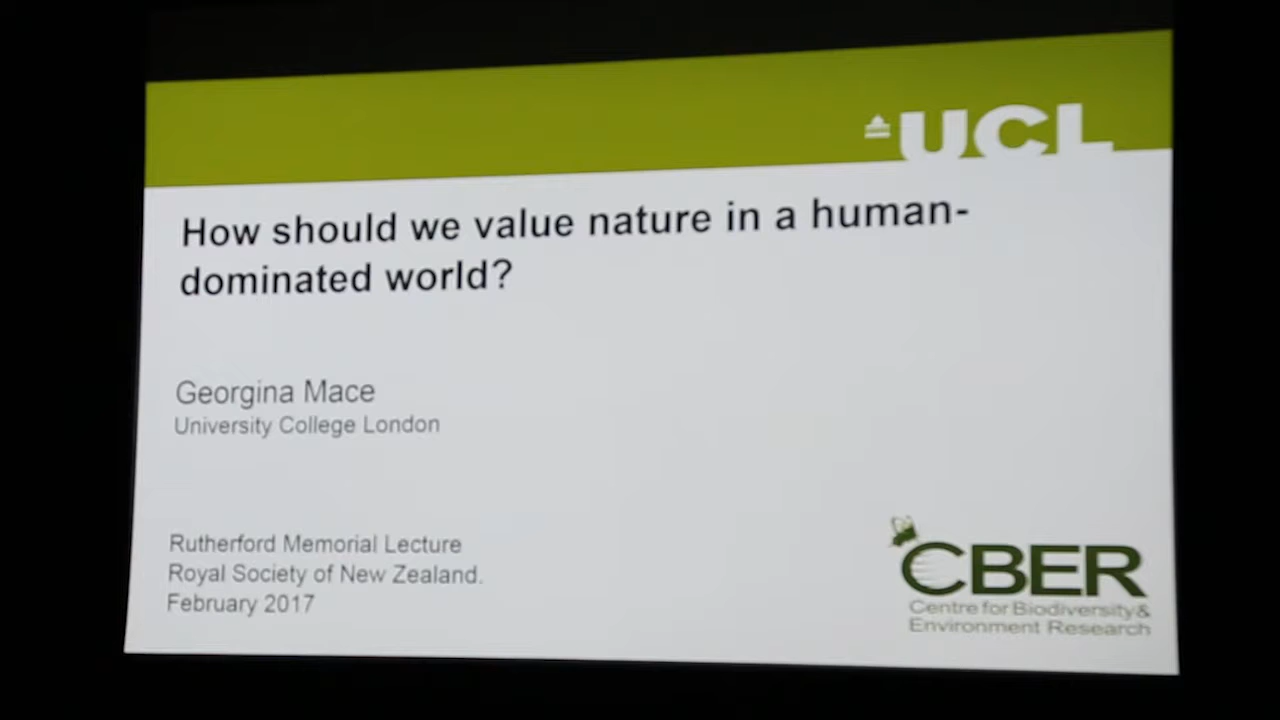 UCL
How should we value nature in a human-
dominated world?
Georgina Mace
University College London
Rutherford Memorial Lecture
Royal Society of New Zealand.
February 2017
CBER
Centre for Biodiversity &
Environment Research